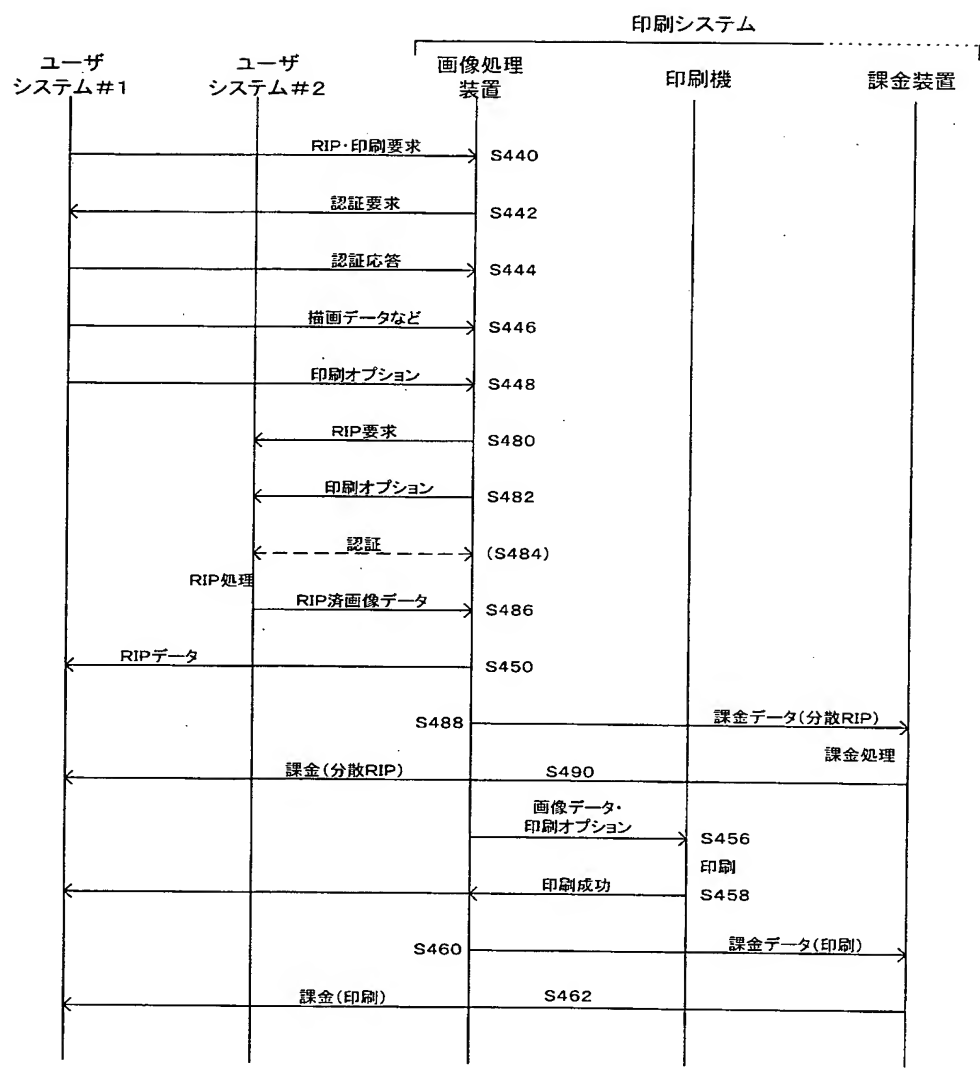 印刷システム
ユーザ
システム#1
ユーザ
システム#2
画像処理
装置
印刷機
課金装置
RIP・印刷要求
S440
認証要求
S442
認証応答
S444
描画データなど
S446
印刷オプション
S448
RIP要求
S480
印刷オプション
S482
認証
(S484)
RIP処理
RIP済画像データ
S486
RIPデータ
S450
S488
課金データ(分散RIP)
課金処理
課金(分散RIP)
S490
画像データ・
印刷オプション
S456
印刷
印刷成功
S458
S460
課金データ(印刷)
課金(印刷)
S462